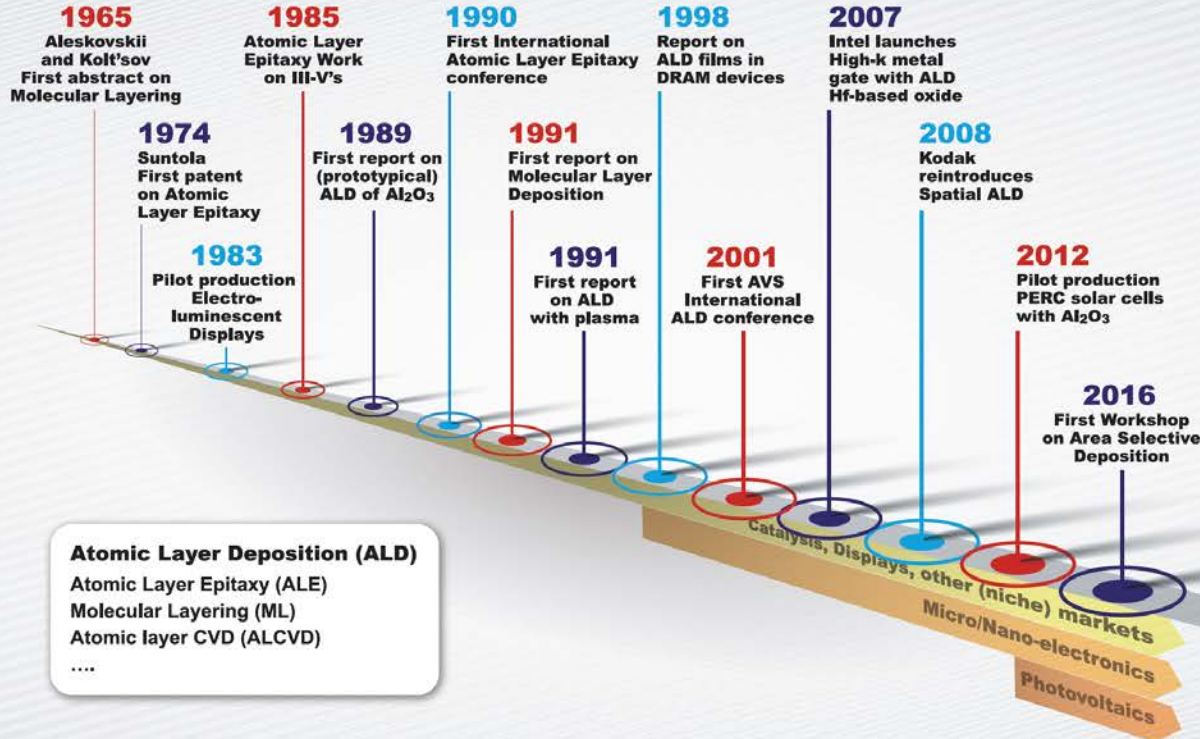 1965
Aleskovskii
and Kolt'sov
First abstract on
Molecular Layering
1974
Suntola
First patent
on Atomic
Layer Epitaxy
1983
Pilot production
Electro-
luminescent
Displays
1985
Atomic Layer
Epitaxy Work
on III-V's
1989
First report on
(prototypical)
ALD of Al₂O₃
1990
First International
Atomic Layer Epitaxy
conference
1991
First report on
Molecular Layer
Deposition
1991
First report
on ALD
with plasma
1998
Report on
ALD films in
DRAM devices
2001
First AVS
International
ALD conference
2007
Intel launches
High-k metal
gate with ALD
Hf-based oxide
2008
Kodak
reintroduces
Spatial ALD
2012
Pilot production
PERC solar cells
with Al₂O₃
2016
First Workshop
on Area Selective
Deposition
Catalysis, Displays, other (niche) markets
Micro/Nano-electronics
Photovoltaics
Atomic Layer Deposition (ALD)
Atomic Layer Epitaxy (ALE)
Molecular Layering (ML)
Atomic layer CVD (ALCVD)
....